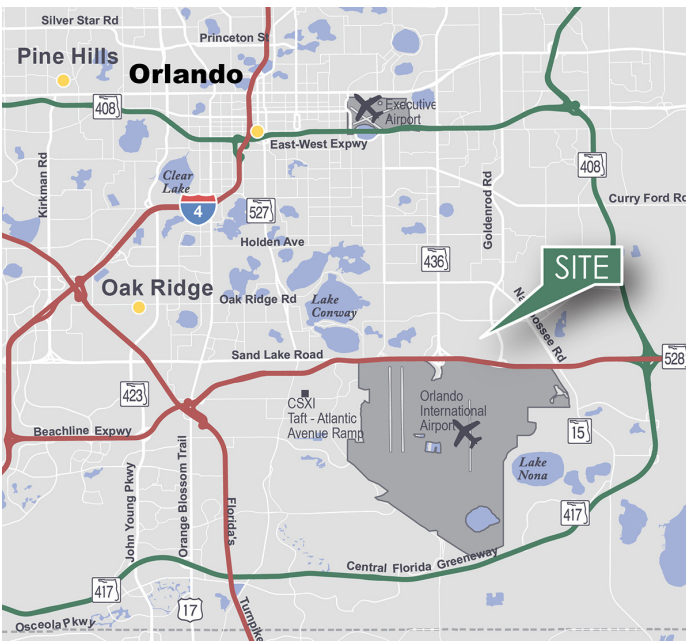 Silver Star Rd
Princeton St
Pine Hills
Orlando
408
Executive
Airport
East-West Expwy
408
Kirkman Rd
Clear
Lake
4
527
Goldenrod Rd
Curry Ford Rd
Holden Ave
436
SITE
Oak Ridge
Oak Ridge Rd
Lake
Conway
Sand Lake Road
528
423
CSXI
Taft - Atlantic
Avenue Ramp
Orlando
International
Airport
Beachline Expwy
15
Lake
Nona
John Young Pkwy
Orange Blossom Trail
Florida's
Turnpike
417
Central Florida Greeneway
417
17
Osceola Pkwy